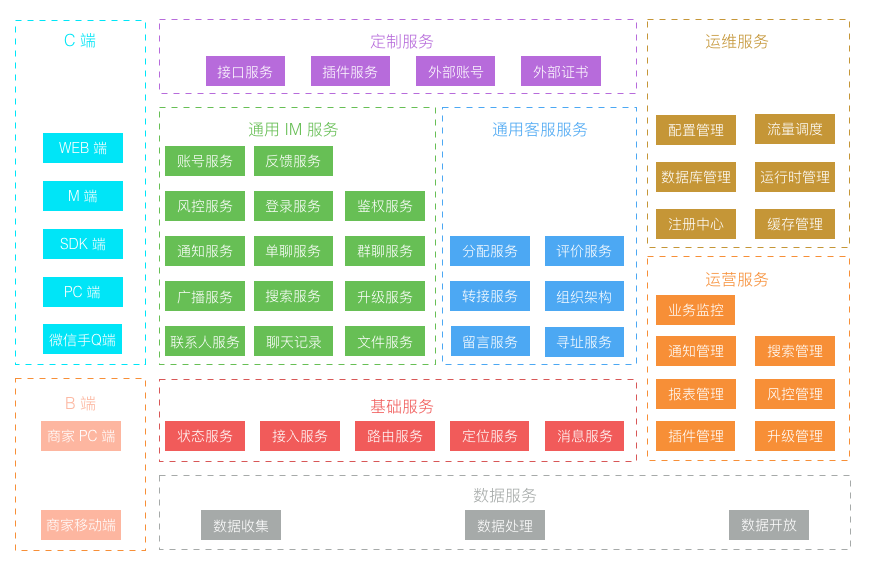 C 端
WEB 端
M 端
SDK 端
PC 端
微信手Q端
B 端
商家 PC 端
商家移动端
定制服务
接口服务
插件服务
外部账号
外部证书
通用 IM 服务
账号服务
反馈服务
风控服务
登录服务
鉴权服务
通知服务
单聊服务
群聊服务
广播服务
搜索服务
升级服务
联系人服务
聊天记录
文件服务
通用客服服务
分配服务
评价服务
转接服务
组织架构
留言服务
寻址服务
基础服务
状态服务
接入服务
路由服务
定位服务
消息服务
运维服务
配置管理
流量调度
数据库管理
运行时管理
注册中心
缓存管理
运营服务
业务监控
通知管理
搜索管理
报表管理
风控管理
插件管理
升级管理
数据服务
数据收集
数据处理
数据开放